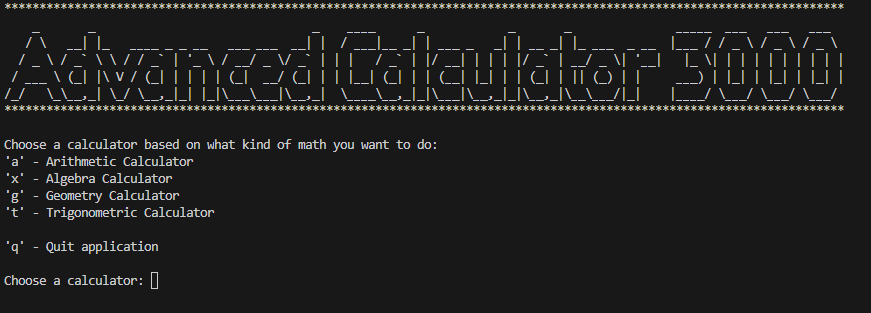 ****************************************************************************************************
Advanced Calculator 3000
****************************************************************************************************
Choose a calculator based on what kind of math you want to do:
'a' - Arithmetic Calculator
'x' - Algebra Calculator
'g' - Geometry Calculator
't' - Trigonometric Calculator
'q' - Quit application
Choose a calculator: